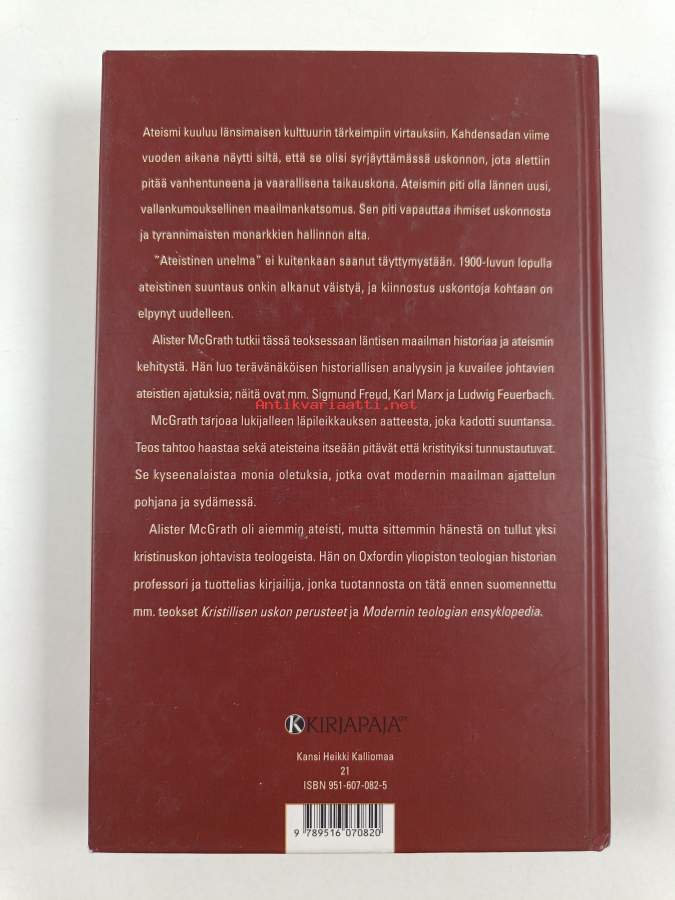 Ateismi kuuluu länsimaisen kulttuurin tärkeimpiin virtauksiin. Kahdensadan viime
vuoden aikana näytti siltä, että se olisi syrjäyttämässä uskonnon, jota alettiin
pitää vanhentuneena ja vaarallisena taikauskona. Ateismin piti olla lännen uusi,
vallankumouksellinen maailmankatsomus. Sen piti vapauttaa ihmiset uskonnosta
ja tyrannimaisten monarkkien hallinnon alta.
"Ateistinen unelma" ei kuitenkaan saanut täyttymystään. 1900-luvun lopulla
ateistinen suuntaus onkin alkanut väistyä, ja kiinnostus uskontoja kohtaan on
elpynyt uudelleen.
Alister McGrath tutkii tässä teoksessaan läntisen maailman historiaa ja ateismin
kehitystä. Hän luo terävänäköisen historiallisen analyysin ja kuvailee johtavien
ateistien ajatuksia; näitä ovat mm. Sigmund Freud, Karl Marx ja Ludwig Feuerbach.
Antikvariaatti.net
McGrath tarjoaa lukijalleen läpileikkauksen aatteesta, joka kadotti suuntansa.
Teos tahtoo haastaa sekä ateisteina itseään pitävät että kristityiksi tunnustautuvat.
Se kyseenalaistaa monia oletuksia, jotka ovat modernin maailman ajattelun
pohjana ja sydämessä.
Alister McGrath oli aiemmin ateisti, mutta sittemmin hänestä on tullut yksi
kristinuskon johtavista teologeista. Hän on Oxfordin yliopiston teologian historian
professori ja tuottelias kirjailija, jonka tuotannosta on tätä ennen suomennettu
mm. teokset Kristillisen uskon perusteet ja Modernin teologian ensyklopedia.
KIRJAPAJA
Kansi Heikki Kalliomaa
21
ISBN 951-607-082-5
9 789516 070820